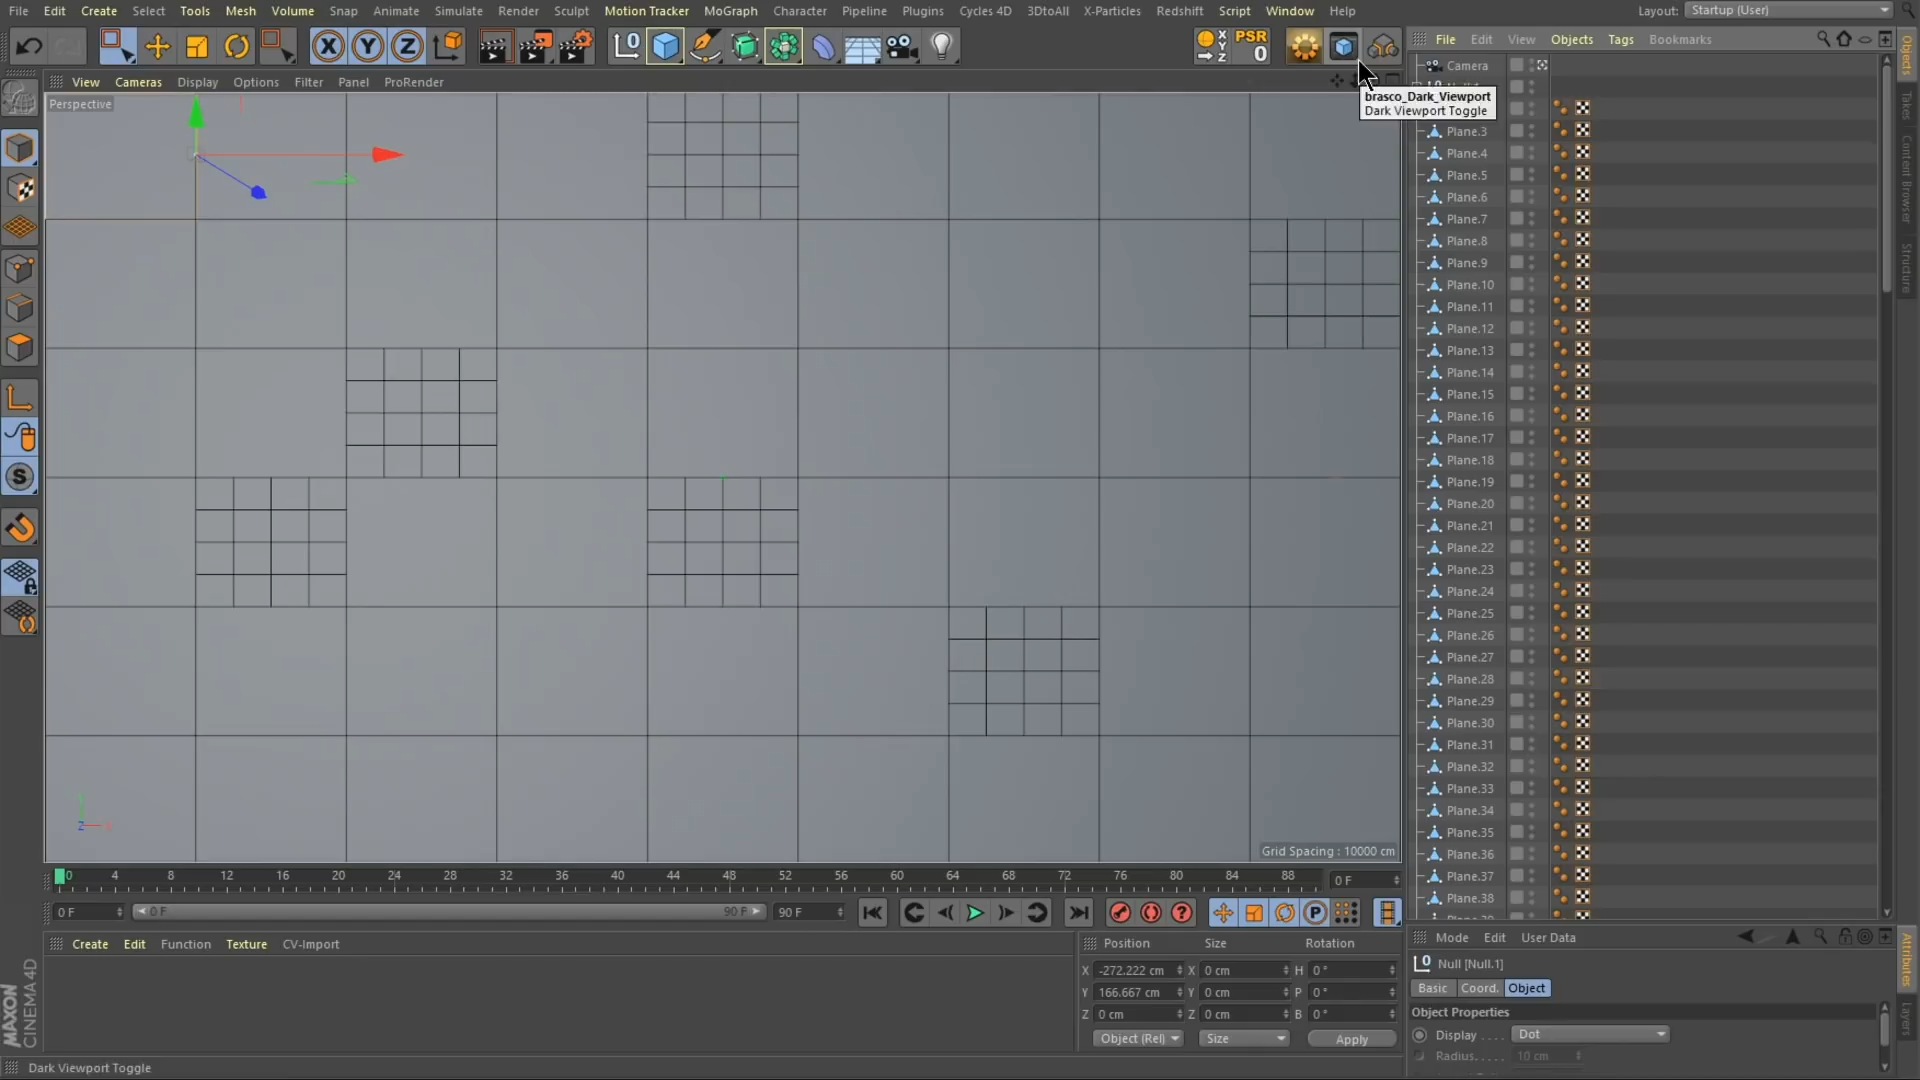 File Edit Create Select Tools Mesh Volume Snap Animate Simulate Render Sculpt Motion Tracker MoGraph Character Pipeline Plugins Cycles 4D 3DtoAll X-Particles Redshift Script Window Help
Layout: Startup (User)
X Y Z
PSR
0
File Edit View Objects Tags Bookmarks
View Cameras Display Options Filter Panel ProRender
Perspective
brasco_Dark_Viewport
Dark Viewport Toggle
Camera
Plane.3
Plane.4
Plane.5
Plane.6
Plane.7
Plane.8
Plane.9
Plane.10
Plane.11
Plane.12
Plane.13
Plane.14
Plane.15
Plane.16
Plane.17
Plane.18
Plane.19
Plane.20
Plane.21
Plane.22
Plane.23
Plane.24
Plane.25
Plane.26
Plane.27
Plane.28
Plane.29
Plane.30
Plane.31
Plane.32
Plane.33
Plane.34
Plane.35
Plane.36
Plane.37
Plane.38
Objects
Takes
Content Browser
Structure
Grid Spacing : 10000 cm
0 4 8 12 16 20 24 28 32 36 40 44 48 52 56 60 64 68 72 76 80 84 88
0 F
0 F 0 F 90 F 90 F
Create Edit Function Texture CV-Import
Position Size Rotation
X -272.222 cm X 0 cm H 0 °
Y 166.667 cm Y 0 cm P 0 °
Z 0 cm Z 0 cm B 0 °
Object (Rel) Size Apply
Mode Edit User Data
Null [Null.1]
Basic Coord. Object
Object Properties
Display . . . . Dot
Radius. . . . . 10 cm
Attributes
Layers
MAXON
CINEMA 4D
Dark Viewport Toggle